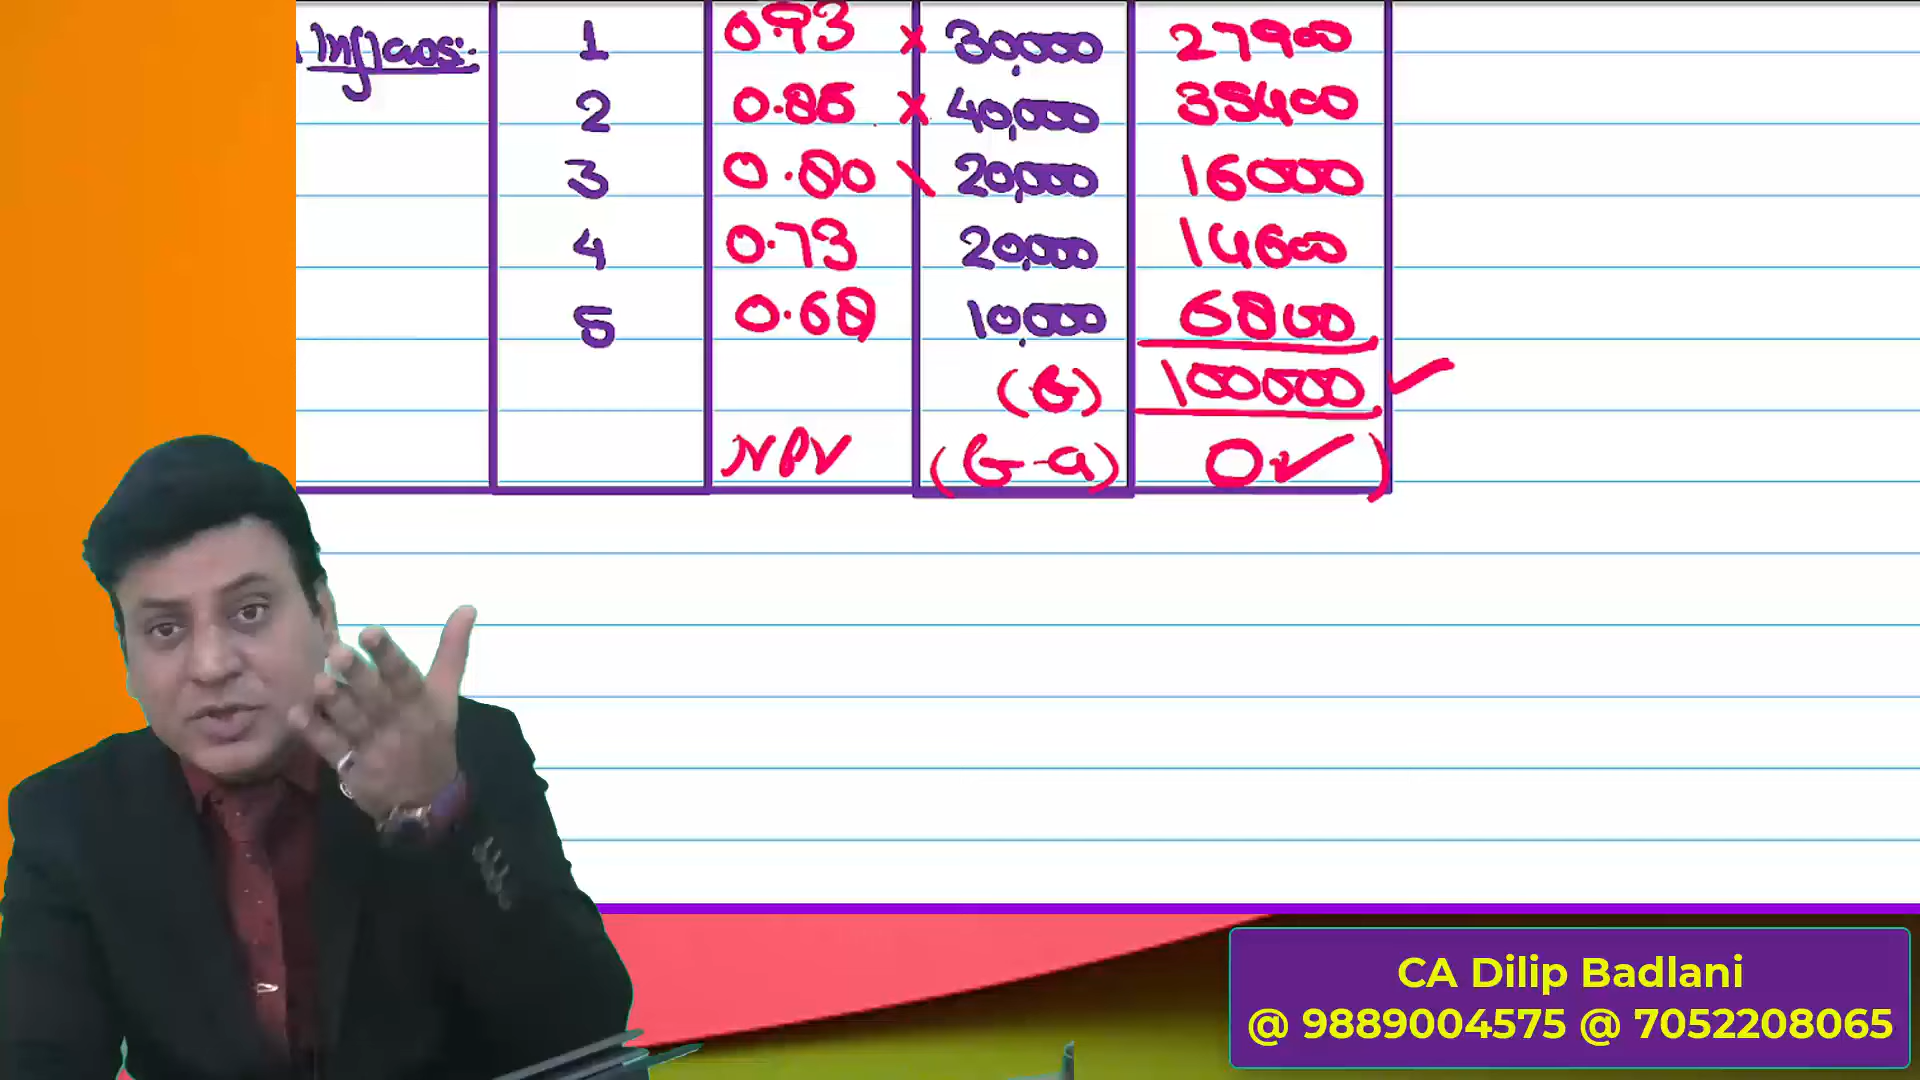 Inflows:- 1 0.93 × 30,000 27900
2 0.86 × 40,000 35400
3 0.80 \ 20,000 16000
4 0.73 20,000 14600
5 0.68 10,000 6800
(b) 100000 ✓
NPV (b-a) 0 ✓)
CA Dilip Badlani
@ 9889004575 @ 7052208065